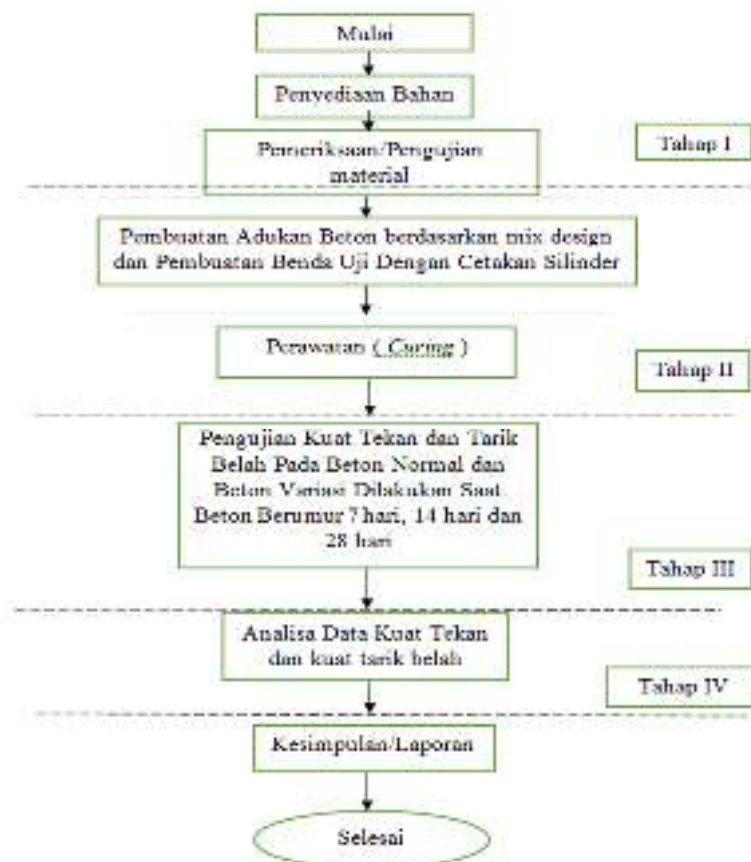 Mulai
Penyediaan Bahan
Pemeriksaan/Pengujian
material
Tahap I
Pembuatan Adukan Beton berdasarkan mix design
dan Pembuatan Benda Uji Dengan Cetakan Silinder
Perawatan ( Curing )
Tahap II
Pengujian Kuat Tekan dan Tarik
Belah Pada Beton Normal dan
Beton Variasi Dilakukan Saat
Beton Berumur 7 hari, 14 hari dan
28 hari
Tahap III
Analisa Data Kuat Tekan
dan kuat tarik belah
Tahap IV
Kesimpulan/Laporan
Selesai